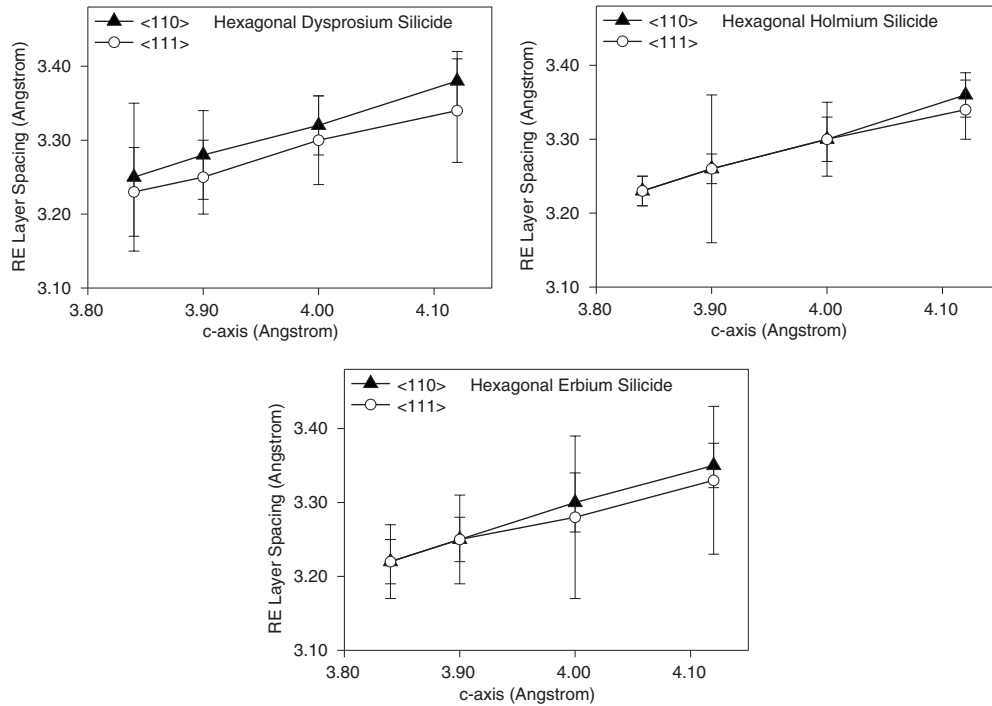 <110> Hexagonal Dysprosium Silicide
<111>
3.40
3.30
3.20
3.10
RE Layer Spacing (Angstrom)
3.80 3.90 4.00 4.10
c-axis (Angstrom)
<110> Hexagonal Holmium Silicide
<111>
3.40
3.30
3.20
3.10
RE Layer Spacing (Angstrom)
3.80 3.90 4.00 4.10
c-axis (Angstrom)
<110> Hexagonal Erbium Silicide
<111>
3.40
3.30
3.20
3.10
RE Layer Spacing (Angstrom)
3.80 3.90 4.00 4.10
c-axis (Angstrom)